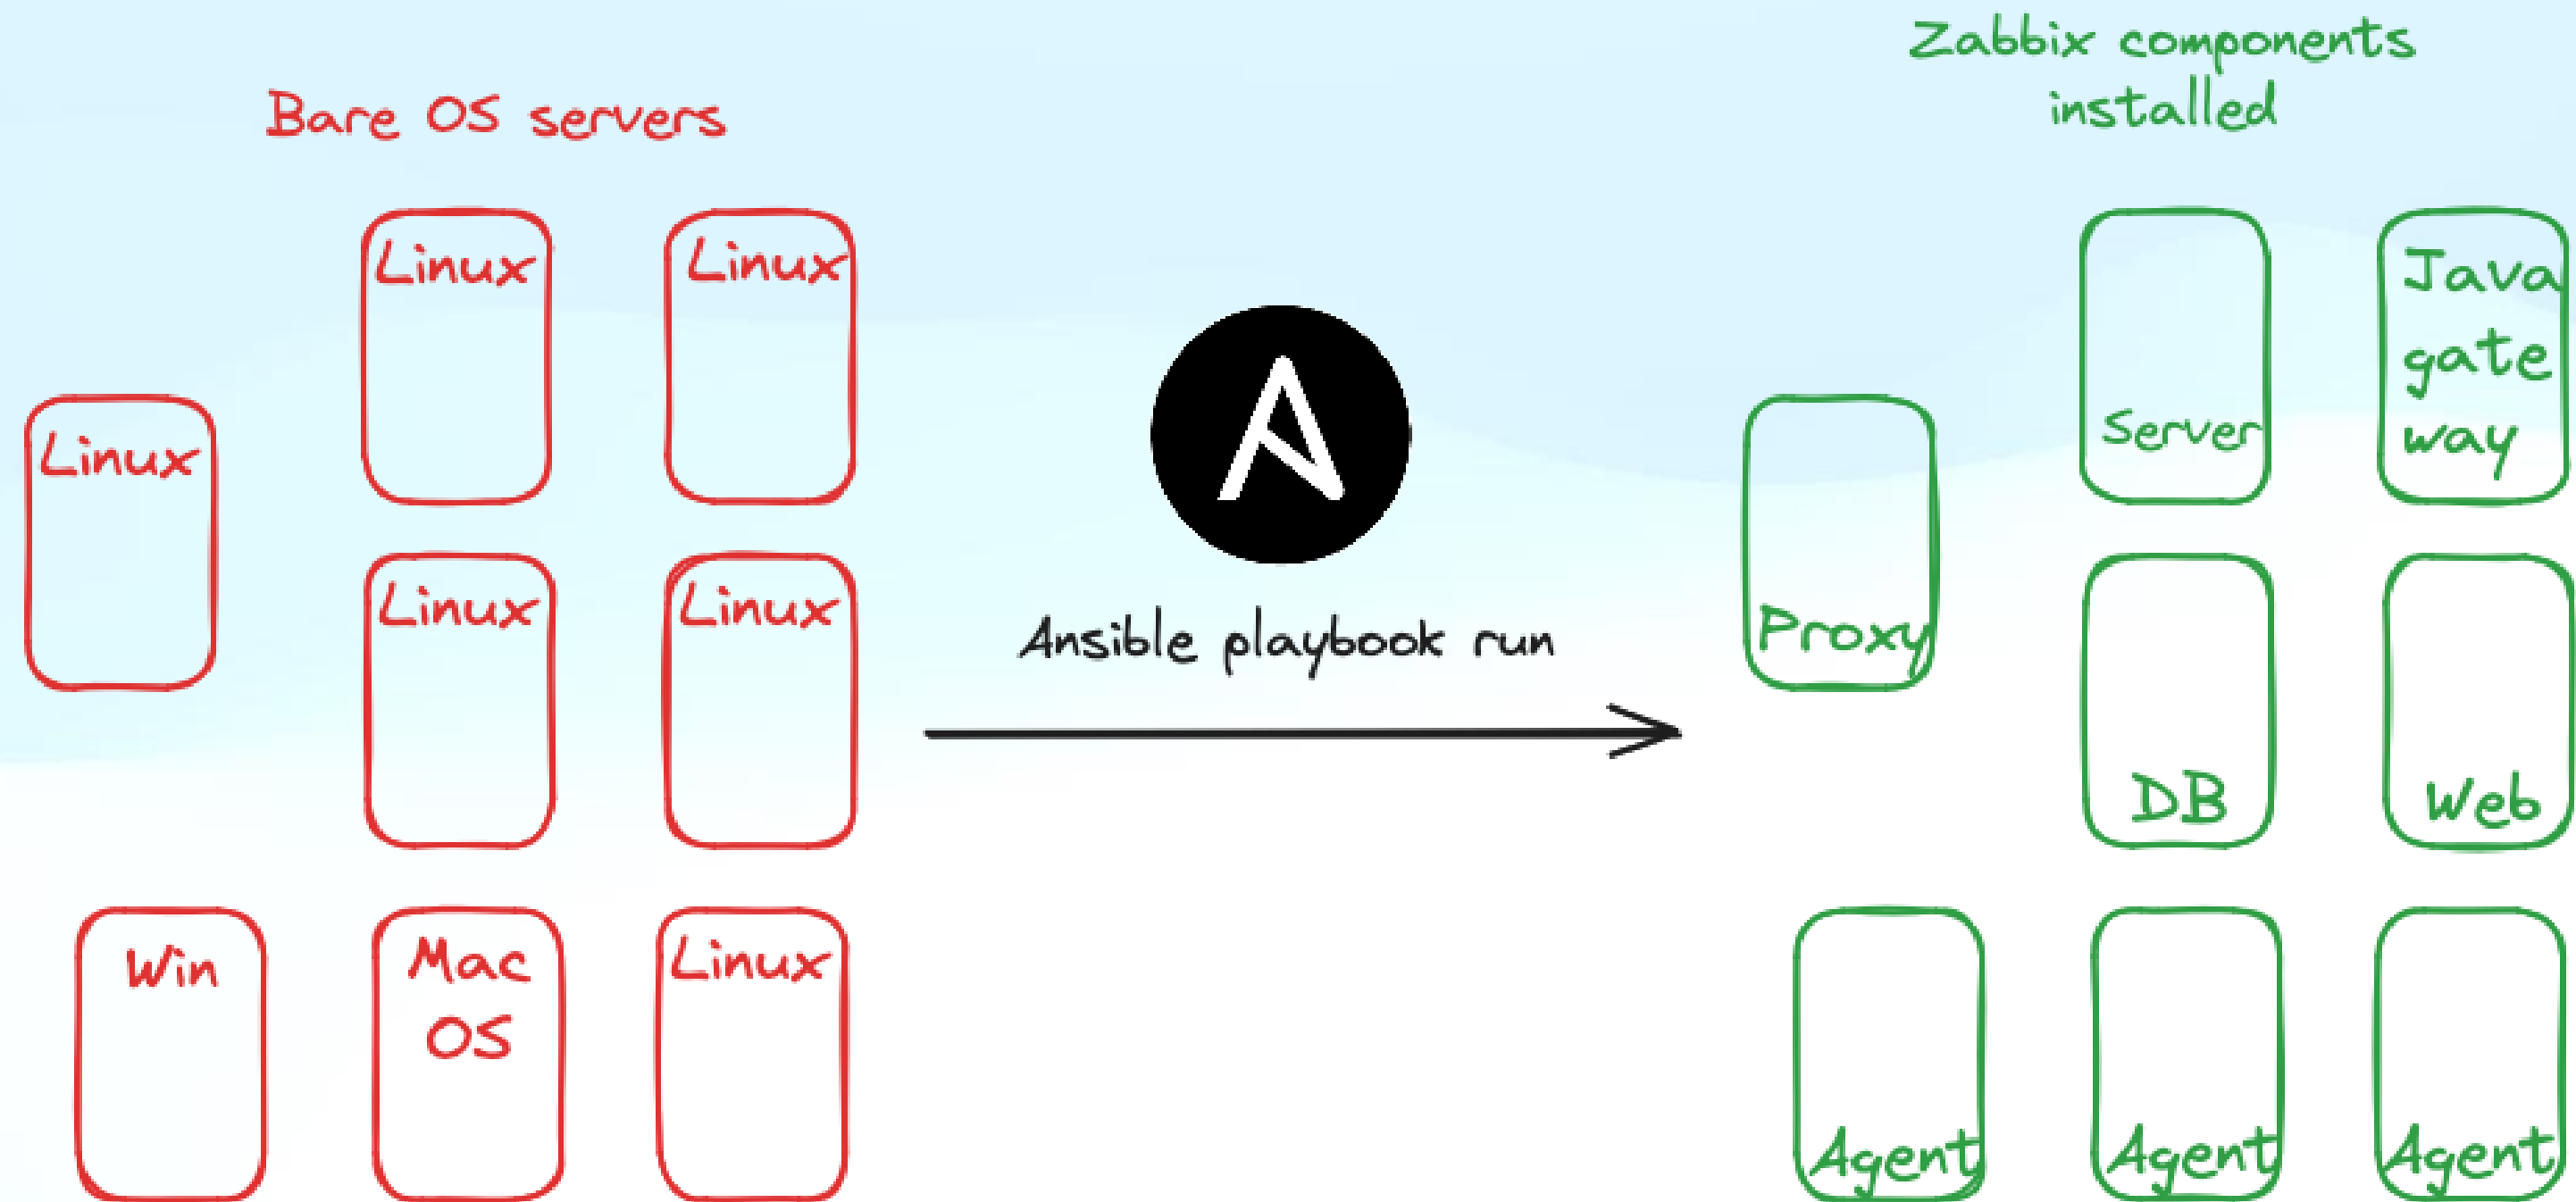 Bare OS servers
Linux
Linux
Linux
Linux
Linux
Win
Mac
OS
Linux
Ansible playbook run
Zabbix components
installed
Server
Java
gate
way
Proxy
DB
Web
Agent
Agent
Agent